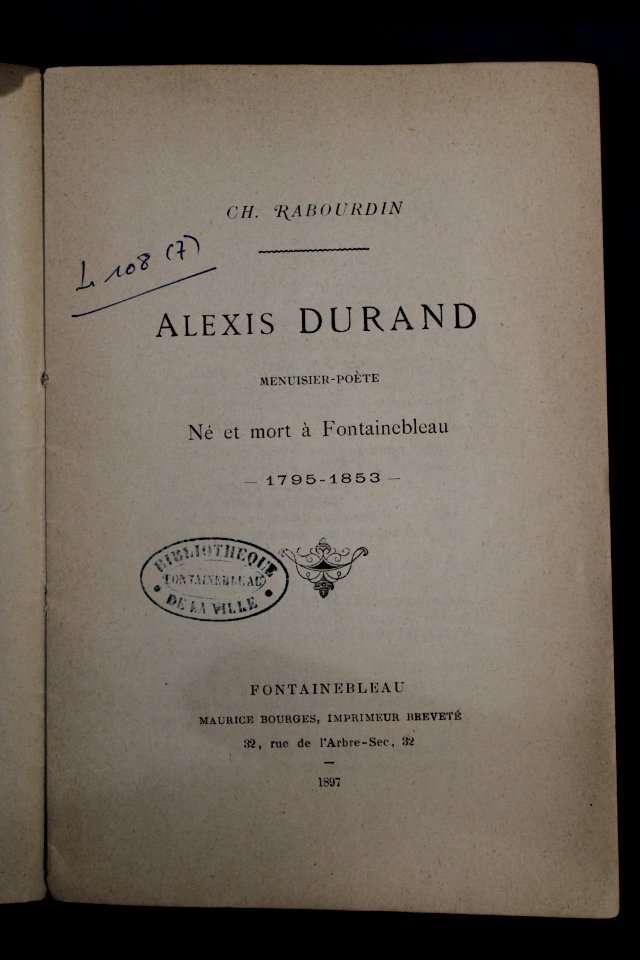 CH. RABOURDIN
L 108 (7)
ALEXIS DURAND
MENUISIER-POÈTE
Né et mort à Fontainebleau
— 1795-1853 —
BIBLIOTHEQUE
FONTAINEBLEAU
DE LA VILLE
FONTAINEBLEAU
MAURICE BOURGES, IMPRIMEUR BREVETÉ
32, rue de l'Arbre-Sec, 32
1897